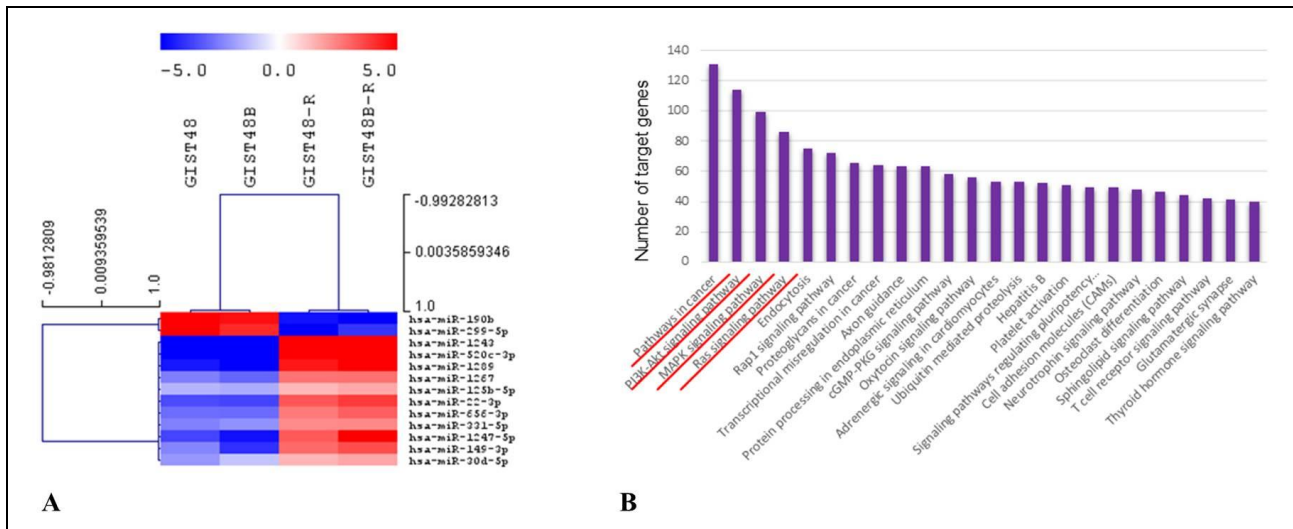 -5.0 0.0 5.0
GIST48
GIST48B
GIST48-R
GIST48B-R
-0.99282813
0.0035859346
1.0
-0.9812809
0.009359539
1.0
hsa-miR-190b
hsa-miR-299-5p
hsa-miR-1243
hsa-miR-520c-3p
hsa-miR-1289
hsa-miR-1267
hsa-miR-125b-5p
hsa-miR-22-3p
hsa-miR-656-3p
hsa-miR-331-5p
hsa-miR-1247-5p
hsa-miR-149-3p
hsa-miR-30d-5p
A
Number of target genes
140
120
100
80
60
40
20
0
Pathways in cancer
PI3K-Akt signaling pathway
MAPK signaling pathway
Ras signaling pathway
Endocytosis
Rap1 signaling pathway
Proteoglycans in cancer
Transcriptional misregulation in cancer
Axon guidance
Protein processing in endoplasmic reticulum
cGMP-PKG signaling pathway
Oxytocin signaling pathway
Adrenergic signaling in cardiomyocytes
Ubiquitin mediated proteolysis
Hepatitis B
Platelet activation
Signaling pathways regulating pluripotency...
Cell adhesion molecules (CAMs)
Neurotrophin signaling pathway
Osteoclast differentiation
Sphingolipid signaling pathway
T cell receptor signaling pathway
Glutamatergic synapse
Thyroid hormone signaling pathway
B